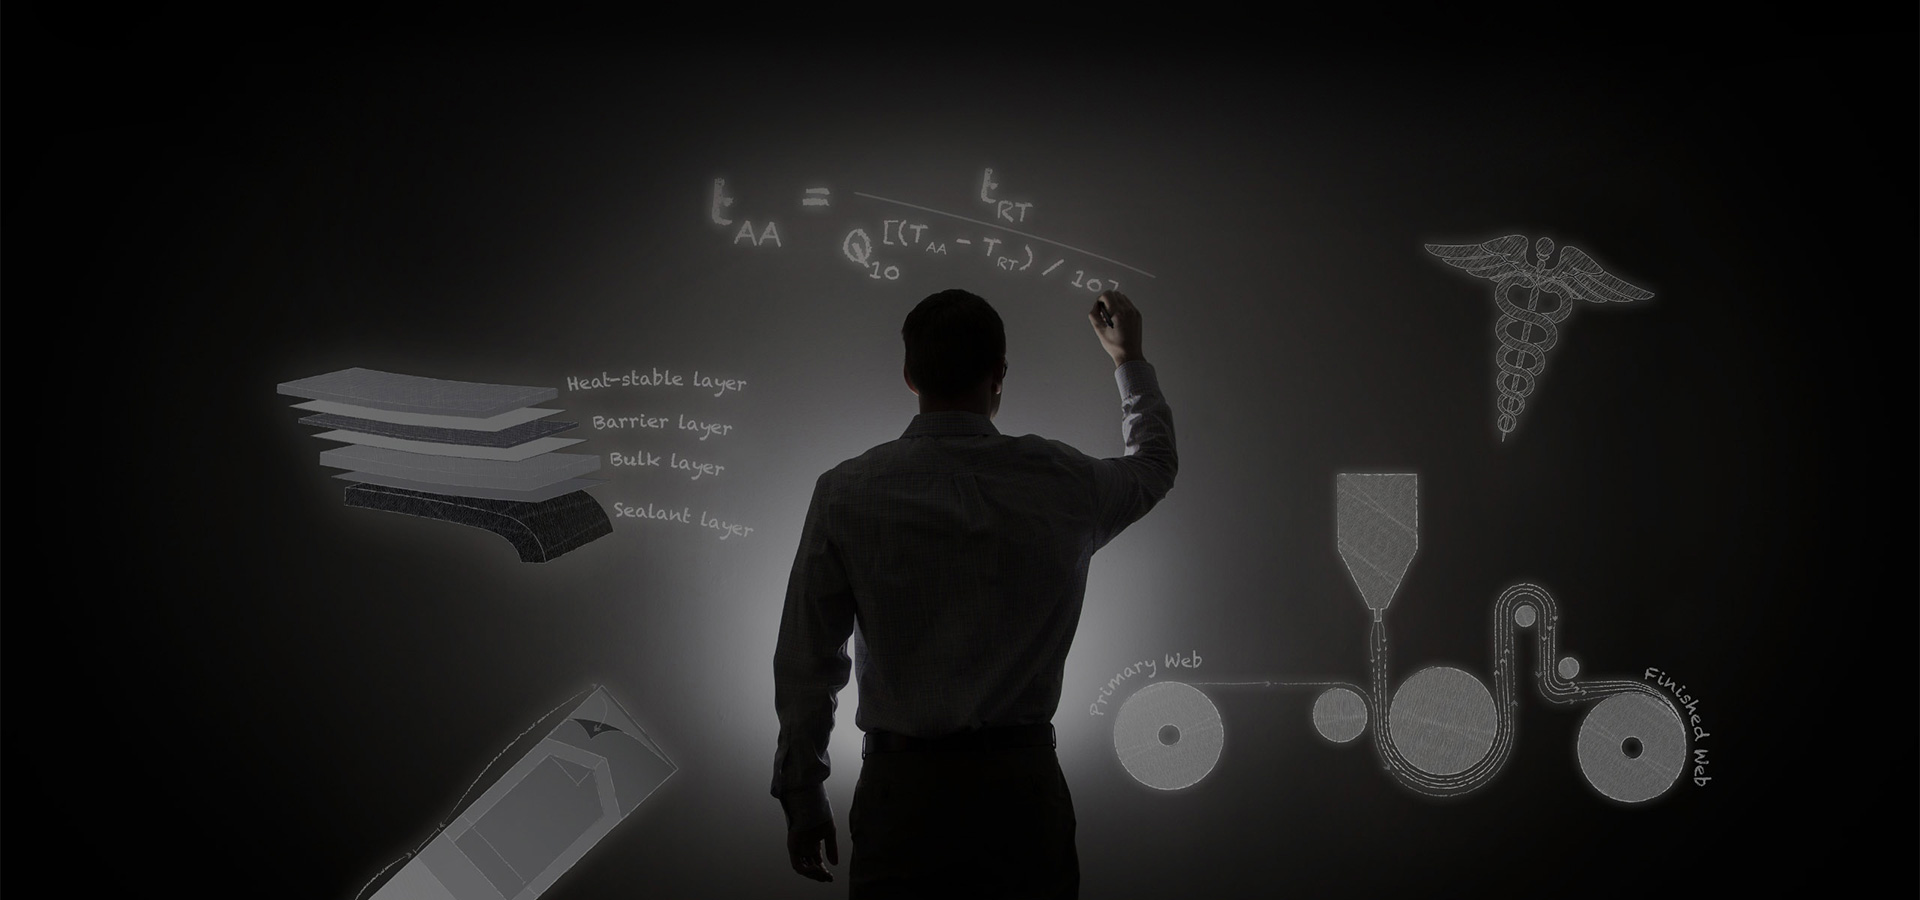 t_AA = t_RT / Q_10^[(T_AA - T_RT) / 10]
Heat-stable layer
Barrier layer
Bulk layer
Sealant layer
Primary Web
Finished Web